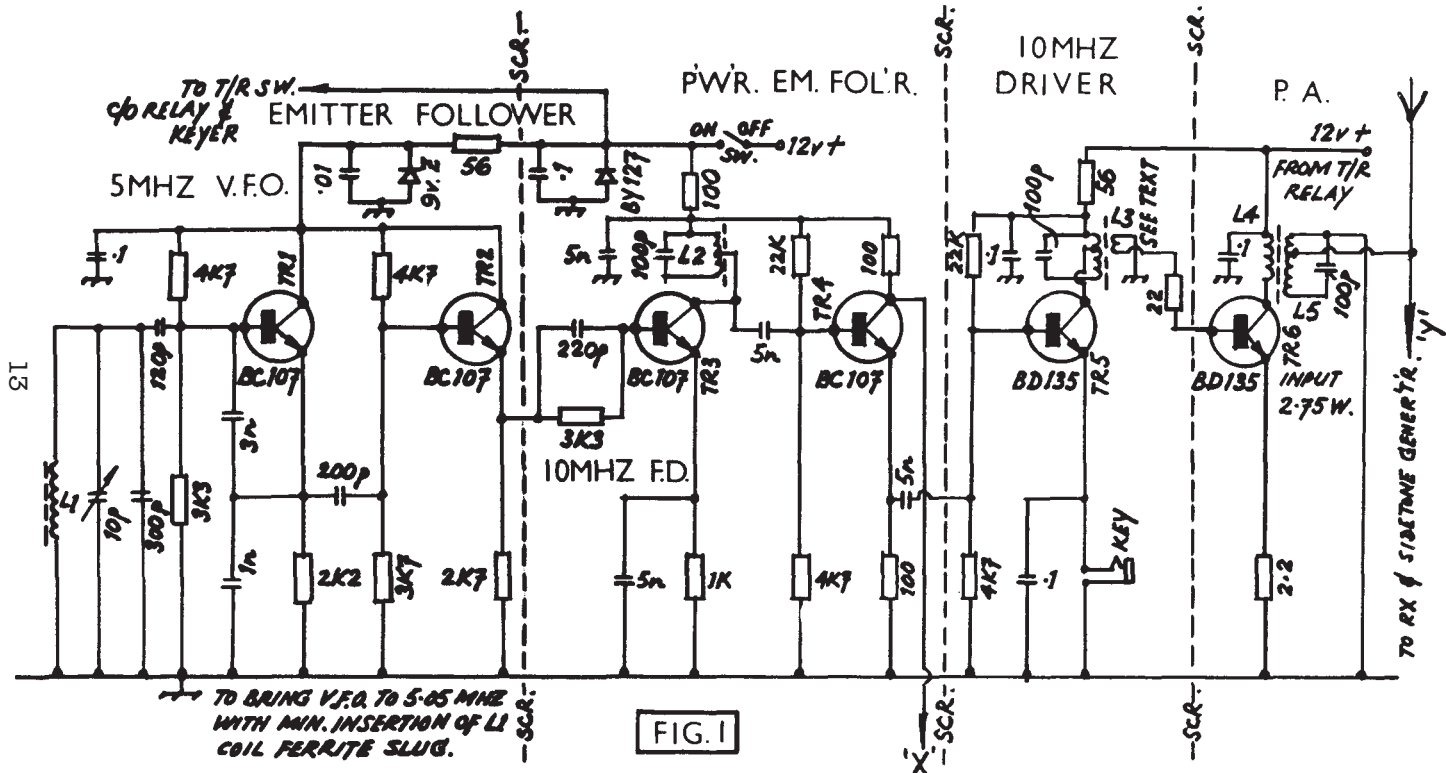 SCR.
TO T/R SW.
C/O RELAY &
KEYER
EMITTER FOLLOWER
P'W'R. EM. FOL'R.
SCR.
10MHZ
DRIVER
SCR.
P. A.
12v +
FROM T/R
RELAY
ON OFF
SW.
12v +
5MHZ V.F.O.
.01
9v. Z
56
.1
BY127
100
100p
56
L3
SEE TEXT
L4
.1
L5
100p
.1
4K7
TR1
4K7
TR2
5n
100p
L2
22K
TR4
100
22K
.1
22
120p
BC107
BC107
220p
BC107
TR3
5n
BC107
BD135
TR5
BD135
TR6
INPUT
2.75W.
13
3n
3K3
10MHZ F.D.
200p
5n
L1
10p
300p
3K3
1n
2K2
3K7
2K7
5n
1K
4K7
100
4K7
.1
KEY
2.2
TO RX & SIDETONE GENER'T'R. 'Y'
TO BRING V.F.O. TO 5.05 MHZ
WITH MIN. INSERTION OF L1
COIL FERRITE SLUG.
SCR.
FIG. 1
'X'
SCR.
SCR.